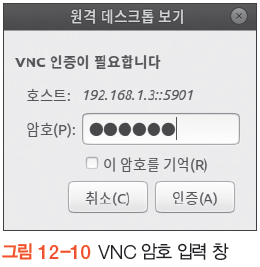 원격 데스크톱 보기
VNC 인증이 필요합니다
호스트: 192.168.1.3::5901
암호(P): ●●●●●●
이 암호를 기억(R)
취소(C) 인증(A)
그림 12-10 VNC 암호 입력 창